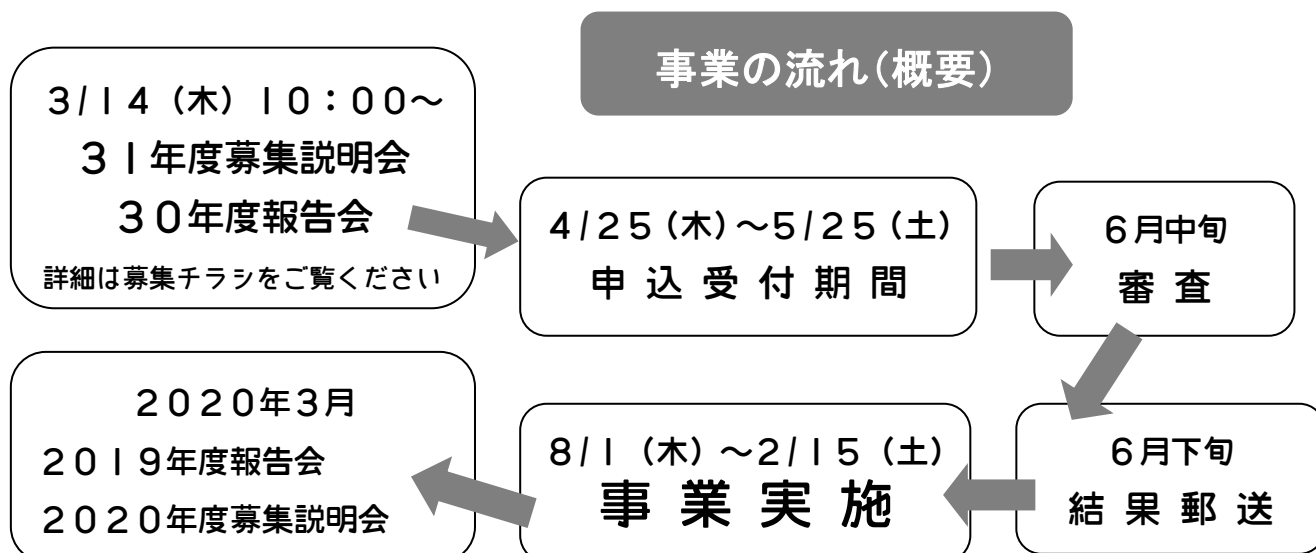 事業の流れ(概要)
3/14（木）10：00～
31年度募集説明会
30年度報告会
詳細は募集チラシをご覧ください
4/25（木）～5/25（土）
申込受付期間
6月中旬
審査
6月下旬
結果郵送
8/1（木）～2/15（土）
事業実施
2020年3月
2019年度報告会
2020年度募集説明会